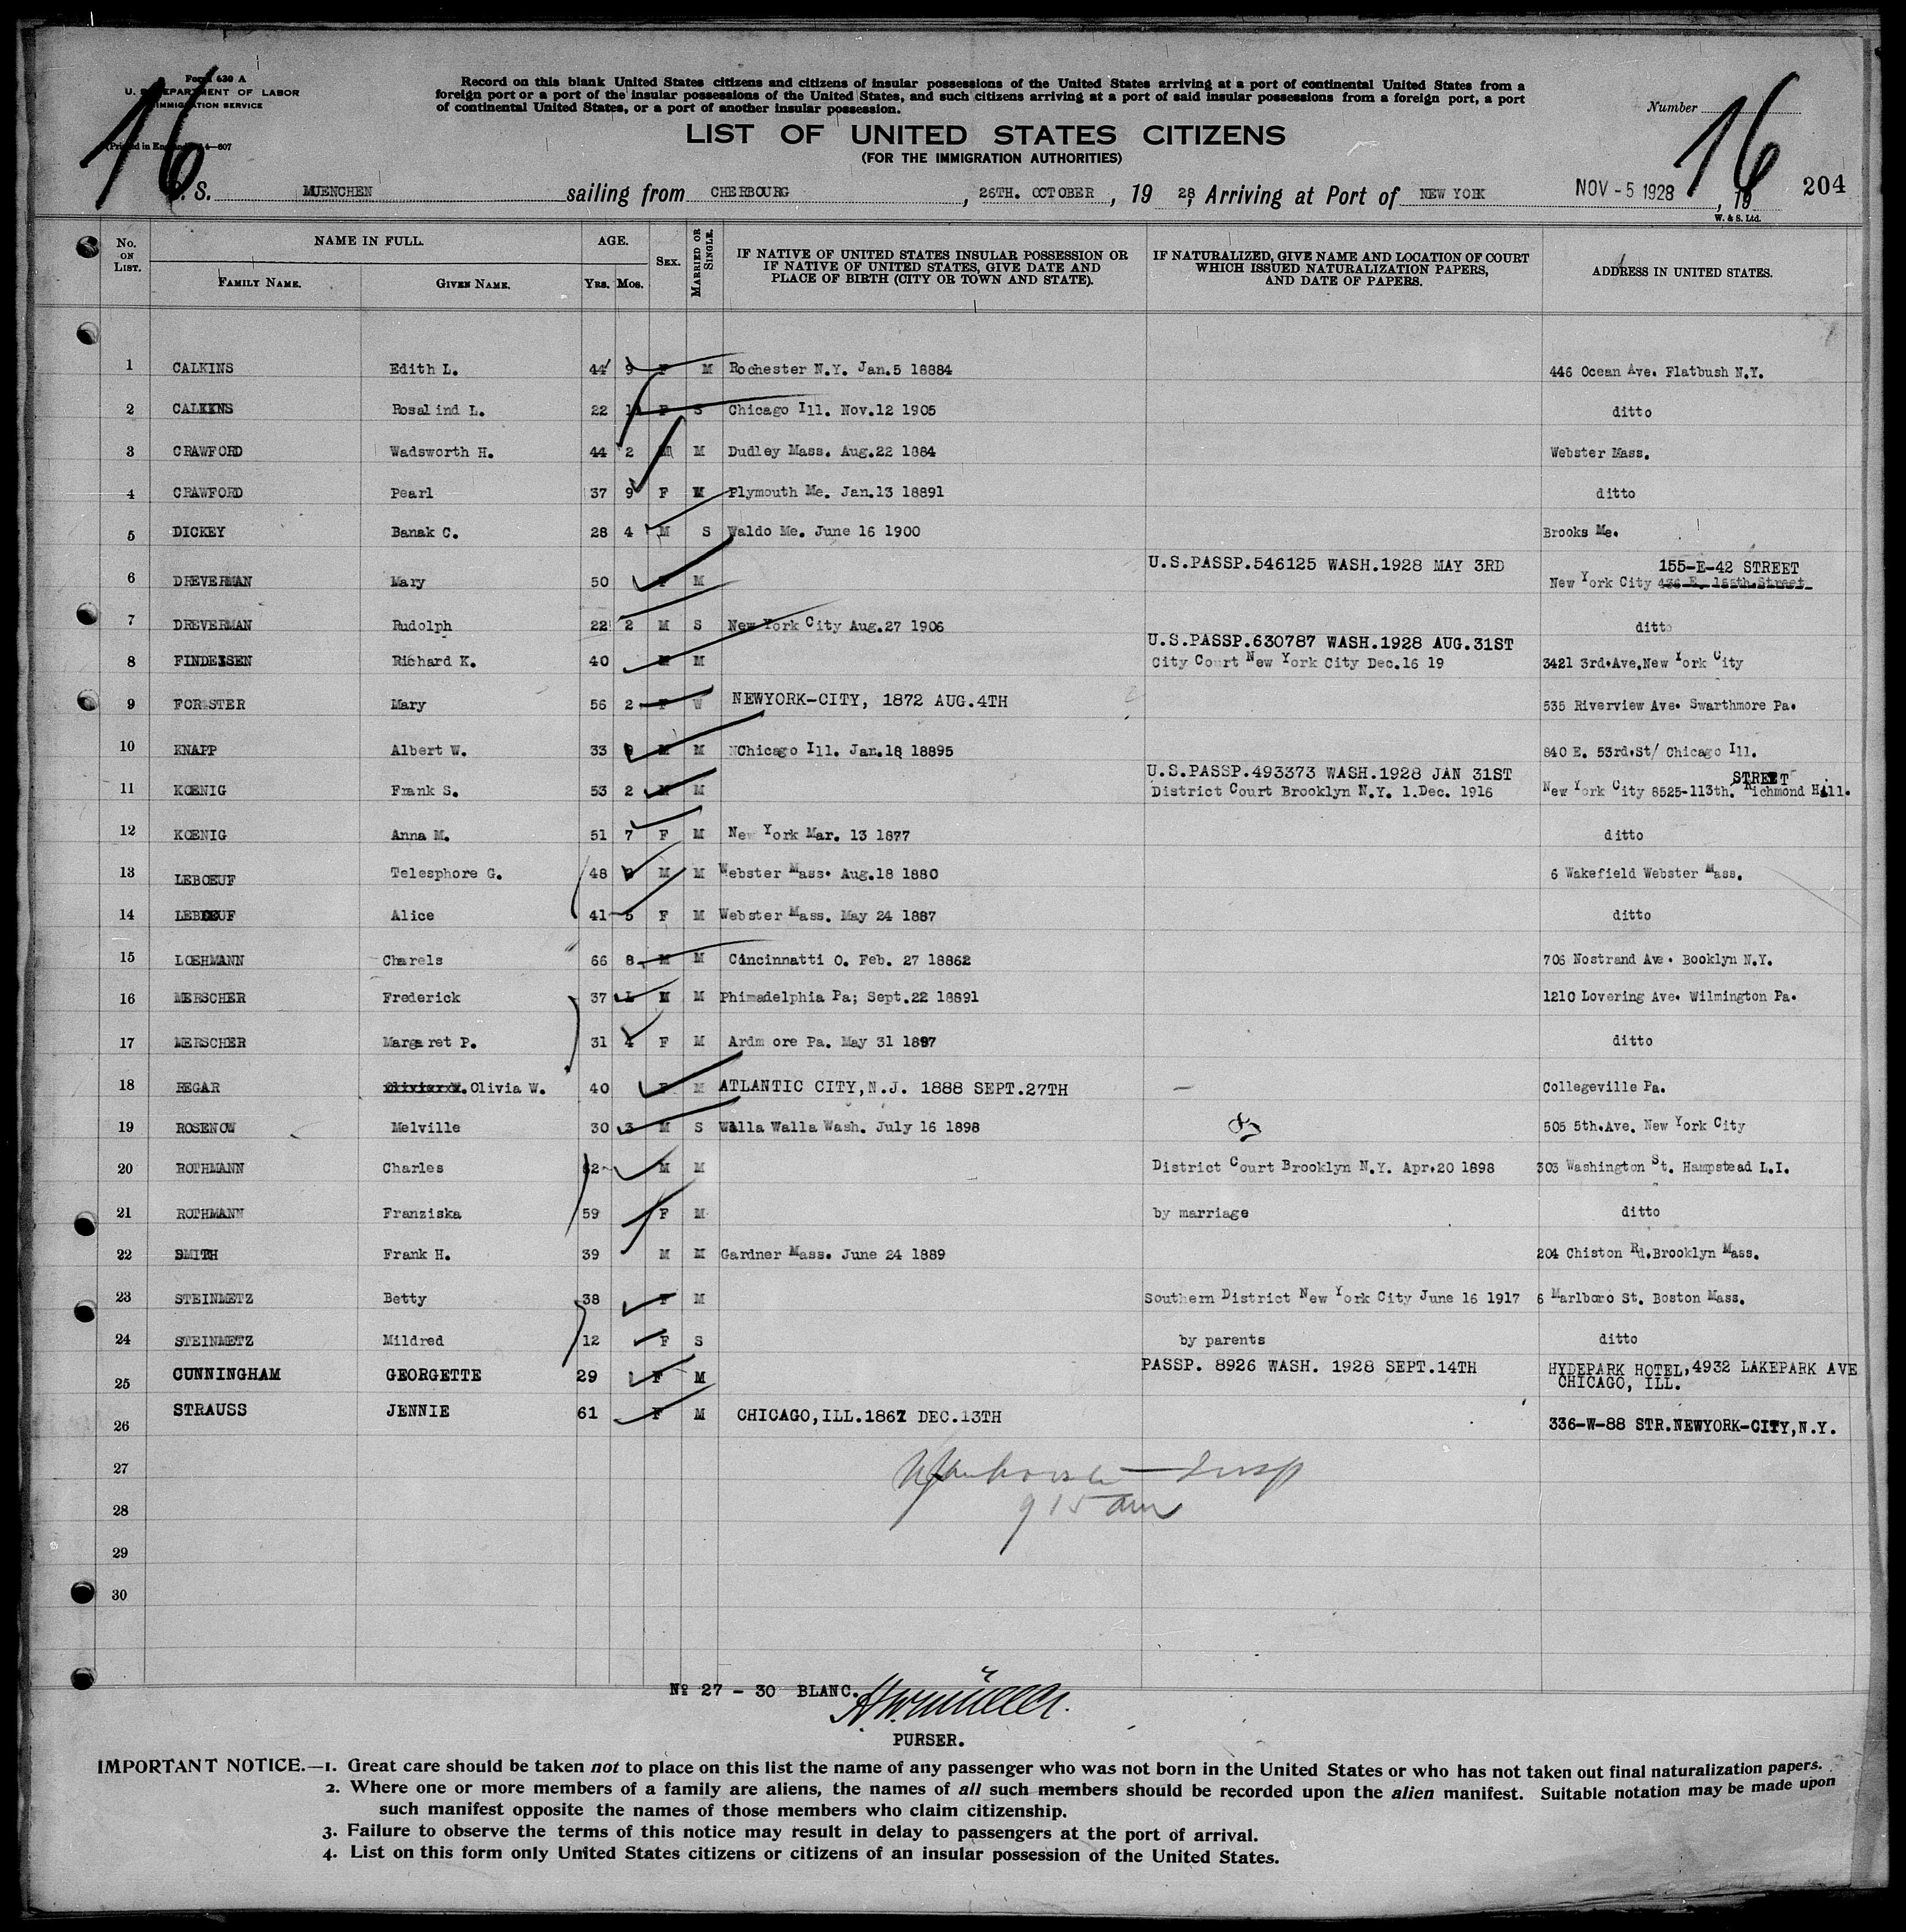 Form 630 A
U. S. DEPARTMENT OF LABOR
IMMIGRATION SERVICE
16
Record on this blank United States citizens and citizens of insular possessions of the United States arriving at a port of continental United States from a
foreign port or a port of the insular possessions of the United States, and such citizens arriving at a port of said insular possessions from a foreign port, a port
of continental United States, or a port of another insular possession.
Number 16
LIST OF UNITED STATES CITIZENS
(FOR THE IMMIGRATION AUTHORITIES)
S. MUENCHEN sailing from CHERBOURG, 26TH. OCTOBER, 19 28, Arriving at Port of NEW YORK NOV - 5 1928, 19 204
W. & S. Ltd.
No. ON LIST. NAME IN FULL. AGE. SEX. MARRIED OR SINGLE. IF NATIVE OF UNITED STATES INSULAR POSSESSION OR IF NATIVE OF UNITED STATES, GIVE DATE AND PLACE OF BIRTH (CITY OR TOWN AND STATE). IF NATURALIZED, GIVE NAME AND LOCATION OF COURT WHICH ISSUED NATURALIZATION PAPERS, AND DATE OF PAPERS. ADDRESS IN UNITED STATES.
FAMILY NAME. GIVEN NAME. YRS. MOS.
1 CALKINS Edith L. 44 9 F M Rochester N.Y. Jan.5 18884 446 Ocean Ave. Flatbush N.Y.
2 CALKINS Rosalind L. 22 11 F S Chicago Ill. Nov.12 1905 ditto
3 CRAWFORD Wadsworth H. 44 2 M M Dudley Mass. Aug.22 1884 Webster Mass.
4 CRAWFORD Pearl 37 9 F M Plymouth Me. Jan.13 18891 ditto
5 DICKEY Banak C. 28 4 M S Waldo Me. June 16 1900 Brooks Me.
U.S.PASSP.546125 WASH.1928 MAY 3RD 155-E-42 STREET
6 DREVERMAN Mary 50 F M New York City 436 E. 155th.Street
7 DREVERMAN Rudolph 22 2 M S New York City Aug.27 1906 ditto
U.S.PASSP.630787 WASH.1928 AUG.31ST
8 FINDEISEN Richard K. 40 M M City Court New York City Dec.16 19 3421 3rd.Ave.New York City
9 FORSTER Mary 56 2 F W NEWYORK-CITY, 1872 AUG.4TH 535 Riverview Ave. Swarthmore Pa.
10 KNAPP Albert W. 33 9 M M Chicago Ill. Jan.18 18895 840 E. 53rd.St/ Chicago Ill.
U.S.PASSP.493373 WASH.1928 JAN 31ST STREET
11 KOENIG Frank S. 53 2 M M District Court Brooklyn N.Y. 1.Dec. 1916 New York City 8525-113th. Richmond Hill.
12 KOENIG Anna M. 51 7 F M New York Mar. 13 1877 ditto
13 LEBOEUF Telesphore G. 48 2 M M Webster Mass. Aug.18 1880 6 Wakefield Webster Mass.
14 LEBOEUF Alice 41 5 F M Webster Mass. May 24 1887 ditto
15 LOEHMANN Charels 66 8 M M Cincinnatti O. Feb. 27 18862 706 Nostrand Ave. Booklyn N.Y.
16 MERSCHER Frederick 37 1 M M Phimadelphia Pa; Sept.22 18891 1210 Lovering Ave. Wilmington Pa.
17 MERSCHER Margaret P. 31 4 F M Ardmore Pa. May 31 1897 ditto
18 REGAR Olivia W. 40 F M ATLANTIC CITY,N.J. 1888 SEPT.27TH Collegeville Pa.
19 ROSENOW Melville 30 3 M S Walla Walla Wash. July 16 1898 505 5th.Ave. New York City
20 ROTHMANN Charles 62 M M District Court Brooklyn N.Y. Apr.20 1898 303 Washington St. Hampstead L.I.
21 ROTHMANN Franziska 59 F M by marriage ditto
22 SMITH Frank H. 39 M M Gardner Mass. June 24 1889 204 Chiston Rd.Brooklyn Mass.
23 STEINMETZ Betty 38 F M Southern District New York City June 16 1917 6 Marlboro St. Boston Mass.
24 STEINMETZ Mildred 12 F S by parents ditto
25 CUNNINGHAM GEORGETTE 29 F M PASSP. 8926 WASH. 1928 SEPT.14TH HYDEPARK HOTEL,4932 LAKEPARK AVE
CHICAGO, ILL.
26 STRAUSS JENNIE 61 F M CHICAGO,ILL.1867 DEC.13TH 336-W-88 STR.NEWYORK-CITY,N.Y.
27
28 9 15 am
29
30
Nº 27 - 30 BLANC.
PURSER.
IMPORTANT NOTICE.—1. Great care should be taken not to place on this list the name of any passenger who was not born in the United States or who has not taken out final naturalization papers.
2. Where one or more members of a family are aliens, the names of all such members should be recorded upon the alien manifest. Suitable notation may be made upon
such manifest opposite the names of those members who claim citizenship.
3. Failure to observe the terms of this notice may result in delay to passengers at the port of arrival.
4. List on this form only United States citizens or citizens of an insular possession of the United States.